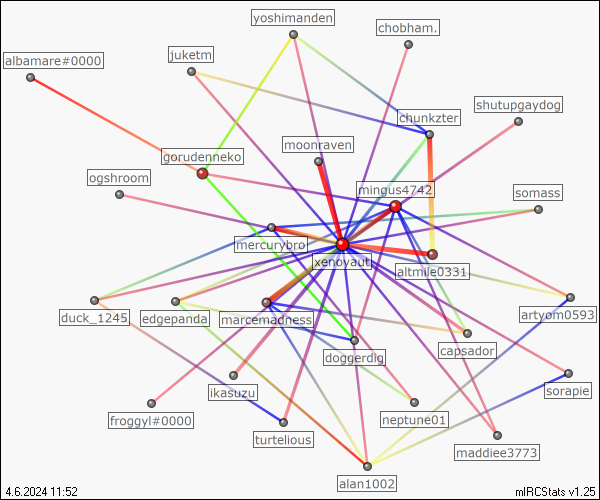 yoshimanden
chobham.
juketm
albamare#0000
shutupgaydog
chunkzter
moonraven
gorudenneko
ogshroom
mingus4742
somass
mercurybro
xenoyaut
altmile0331
duck_1245
edgepanda
marcemadness
artyom0593
doggerdig
capsador
ikasuzu
sorapie
froggyl#0000
neptune01
turtelious
maddiee3773
alan1002
4.6.2024 11:52
mIRCStats v1.25